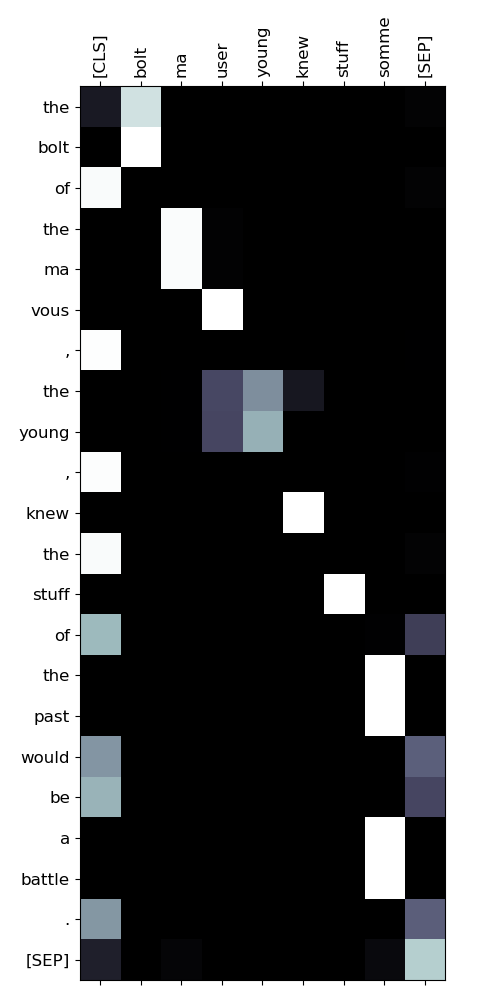 [CLS] bolt ma user young knew stuff somme [SEP]
the
bolt
of
the
ma
vous
,
the
young
,
knew
the
stuff
of
the
past
would
be
a
battle
.
[SEP]